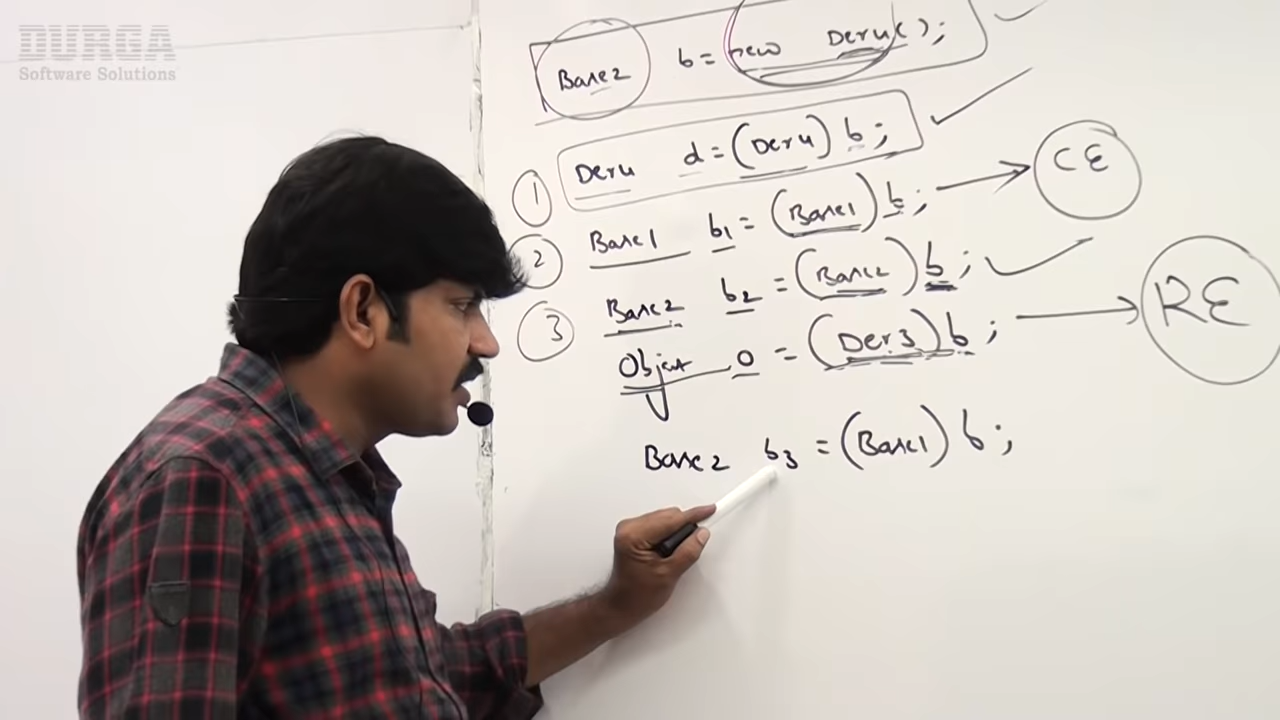 DURGA
Software Solutions
Base2 b = new Der4();
1 Der4 d = (Der4) b;
2 Base1 b1 = (Base1) b; → CE
3 Base2 b2 = (Base2) b;
Object o = (Der3) b; → RE
Base2 b3 = (Base1) b;